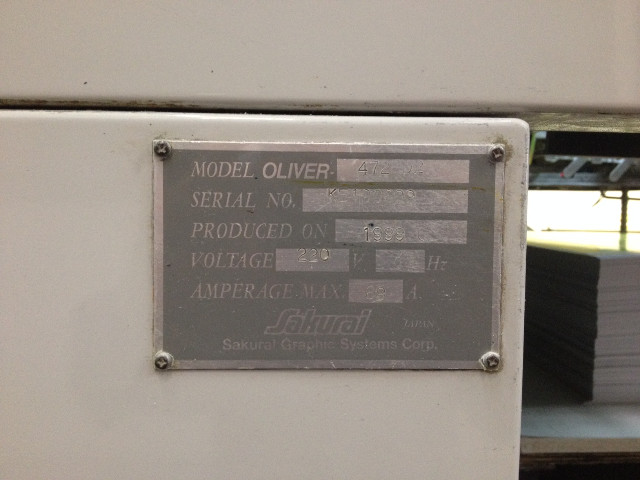 MODEL OLIVER-
SERIAL NO.
PRODUCED ON
VOLTAGE 220 V Hz
AMPERAGE MAX. A
Sakurai JAPAN
Sakurai Graphic Systems Corp.